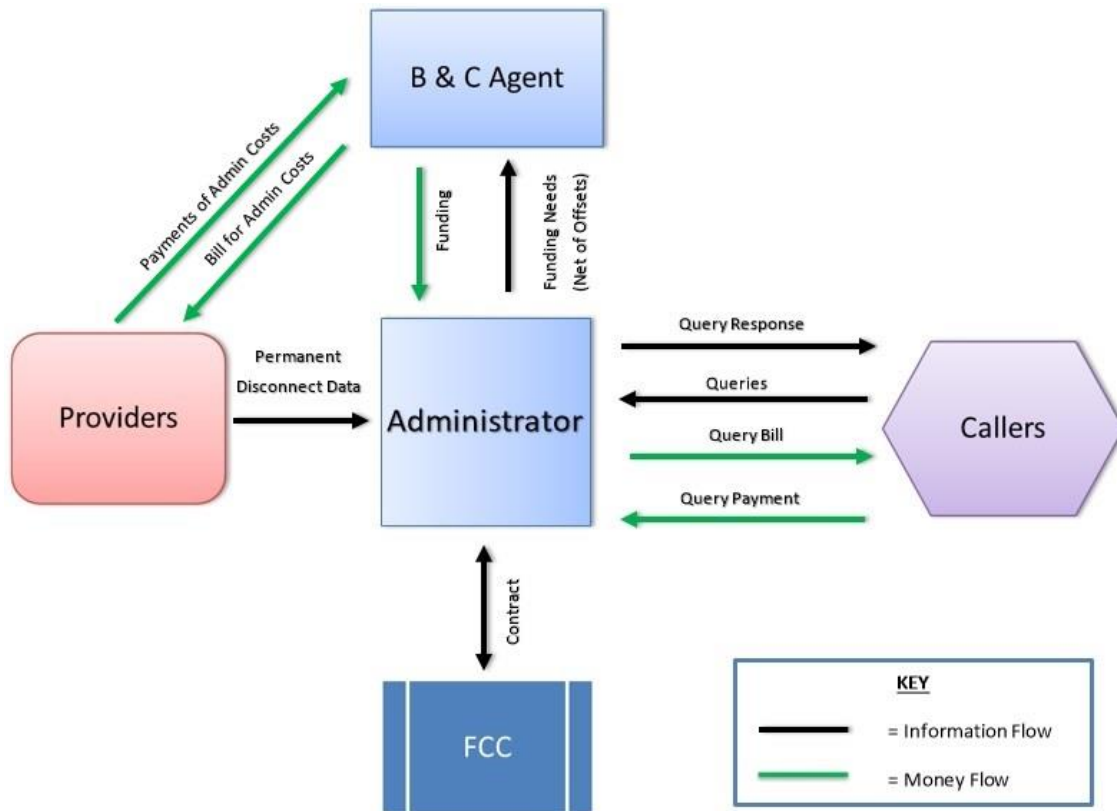 B & C Agent
Payments of Admin Costs
Bill for Admin Costs
Funding
Funding Needs
(Net of Offsets)
Providers
Permanent
Disconnect Data
Administrator
Query Response
Queries
Query Bill
Query Payment
Callers
Contract
FCC
KEY
= Information Flow
= Money Flow